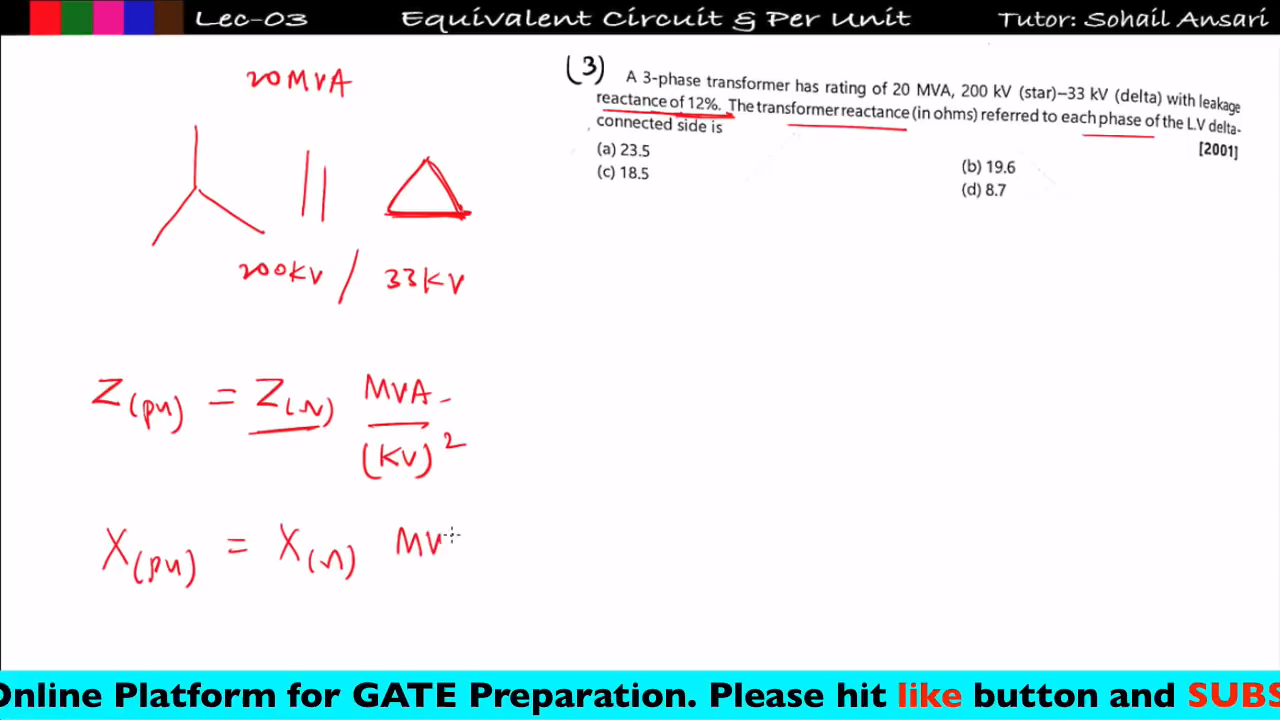 Lec-03 Equivalent Circuit & Per Unit Tutor: Sohail Ansari
20 MVA
200KV / 33KV
Z(pu) = Z(Ω) MVA
(KV)²
X(pu) = X(Ω) MV
(3)
A 3-phase transformer has rating of 20 MVA, 200 kV (star)–33 kV (delta) with leakage
reactance of 12%. The transformer reactance (in ohms) referred to each phase of the L.V delta-
connected side is
[2001]
(a) 23.5
(b) 19.6
(c) 18.5
(d) 8.7
Online Platform for GATE Preparation. Please hit like button and SUBS